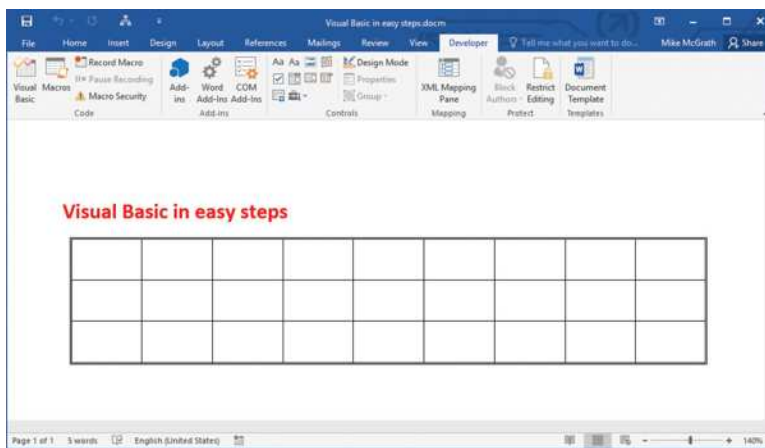 Visual Basic in easy steps.docm
File Home Insert Design Layout References Mailings Review View Developer Tell me what you want to do... Mike McGrath Share
Visual Basic
Macros
Record Macro
Pause Recording
Macro Security
Code
Add-ins
Word Add-Ins
COM Add-Ins
Add-ins
Aa Aa
Design Mode
Properties
Group
Controls
XML Mapping Pane
Mapping
Block Authors
Restrict Editing
Protect
Document Template
Templates
Visual Basic in easy steps
Page 1 of 1 5 words English (United States) 140%